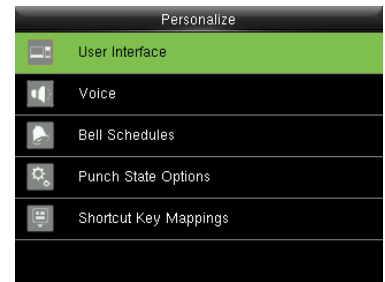 Personalize
User Interface
Voice
Bell Schedules
Punch State Options
Shortcut Key Mappings